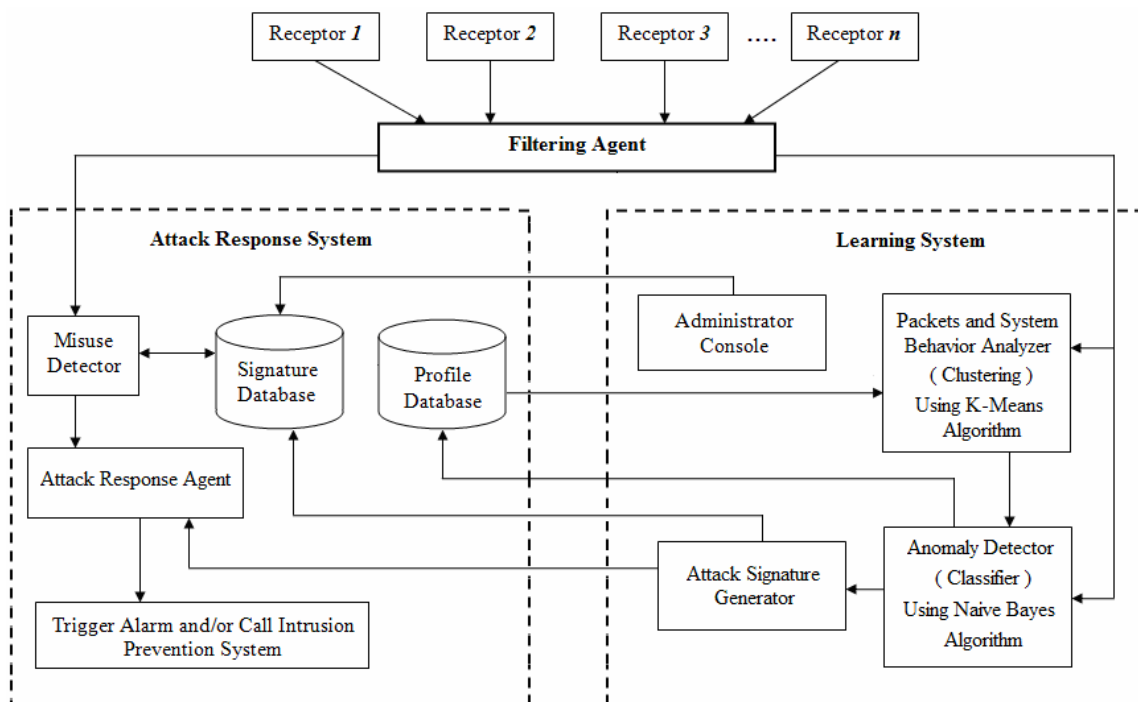 Receptor 1
Receptor 2
Receptor 3
....
Receptor n
Filtering Agent
Attack Response System
Learning System
Misuse
Detector
Signature
Database
Profile
Database
Administrator
Console
Packets and System
Behavior Analyzer
( Clustering )
Using K-Means
Algorithm
Attack Response Agent
Attack Signature
Generator
Anomaly Detector
( Classifier )
Using Naive Bayes
Algorithm
Trigger Alarm and/or Call Intrusion
Prevention System